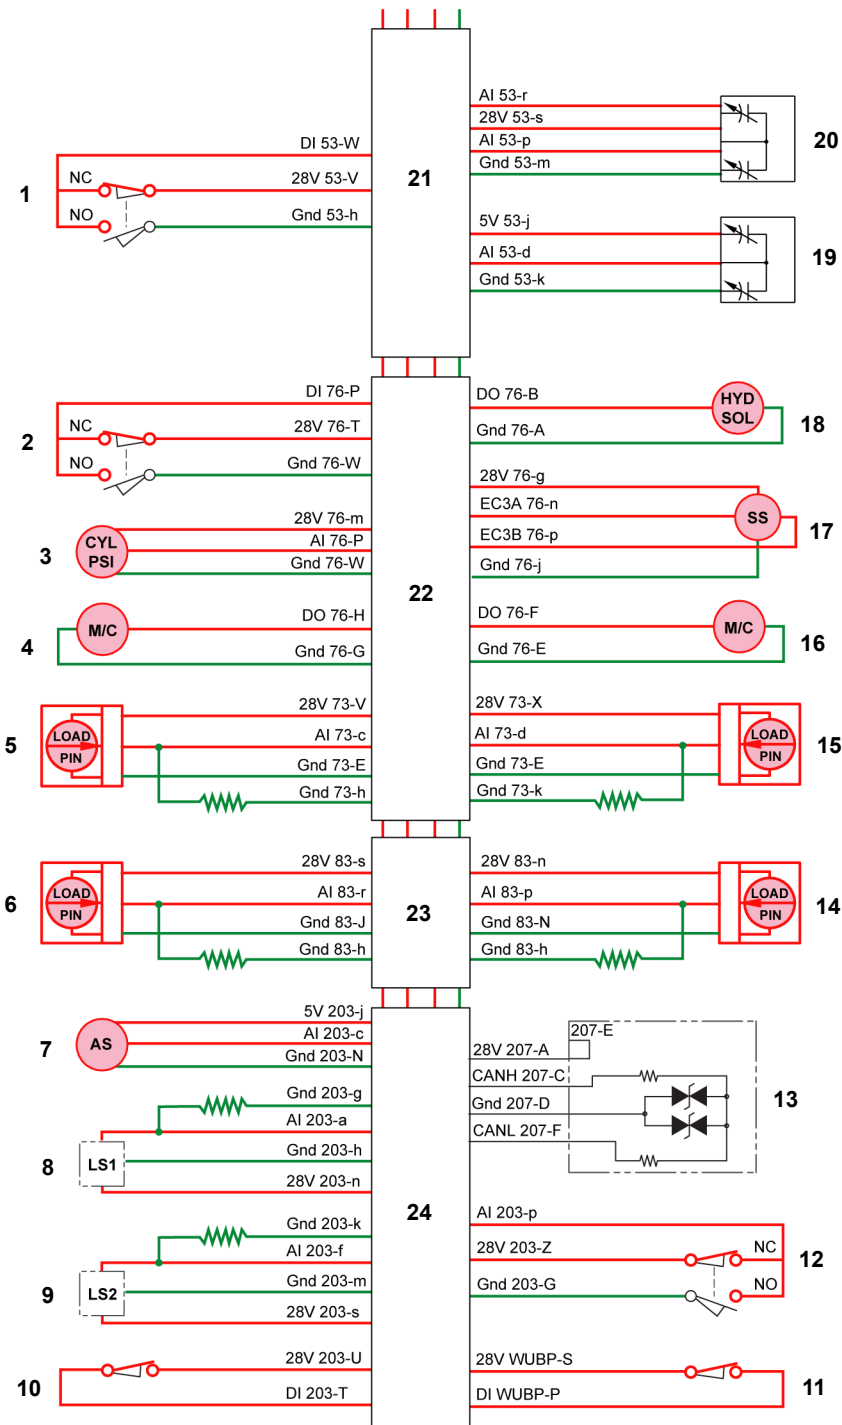 AI 53-r
28V 53-s
AI 53-p
Gnd 53-m
20
DI 53-W
NC
28V 53-V
1
NO
Gnd 53-h
21
5V 53-j
AI 53-d
Gnd 53-k
19
DI 76-P
NC
28V 76-T
2
NO
Gnd 76-W
DO 76-B
HYD
SOL
18
Gnd 76-A
28V 76-g
EC3A 76-n
SS
17
EC3B 76-p
Gnd 76-j
28V 76-m
CYL
PSI
AI 76-P
3
Gnd 76-W
22
DO 76-H
M/C
4
Gnd 76-G
DO 76-F
M/C
16
Gnd 76-E
28V 73-V
5
LOAD
PIN
AI 73-c
Gnd 73-E
Gnd 73-h
28V 73-X
AI 73-d
LOAD
PIN
15
Gnd 73-E
Gnd 73-k
28V 83-s
6
LOAD
PIN
AI 83-r
Gnd 83-J
Gnd 83-h
23
28V 83-n
AI 83-p
LOAD
PIN
14
Gnd 83-N
Gnd 83-h
5V 203-j
7
AS
AI 203-c
Gnd 203-N
207-E
28V 207-A
CANH 207-C
Gnd 207-D
CANL 207-F
13
Gnd 203-g
AI 203-a
8
LS1
Gnd 203-h
28V 203-n
24
Gnd 203-k
AI 203-f
9
LS2
Gnd 203-m
28V 203-s
AI 203-p
28V 203-Z
NC
12
Gnd 203-G
NO
28V 203-U
10
DI 203-T
28V WUBP-S
11
DI WUBP-P